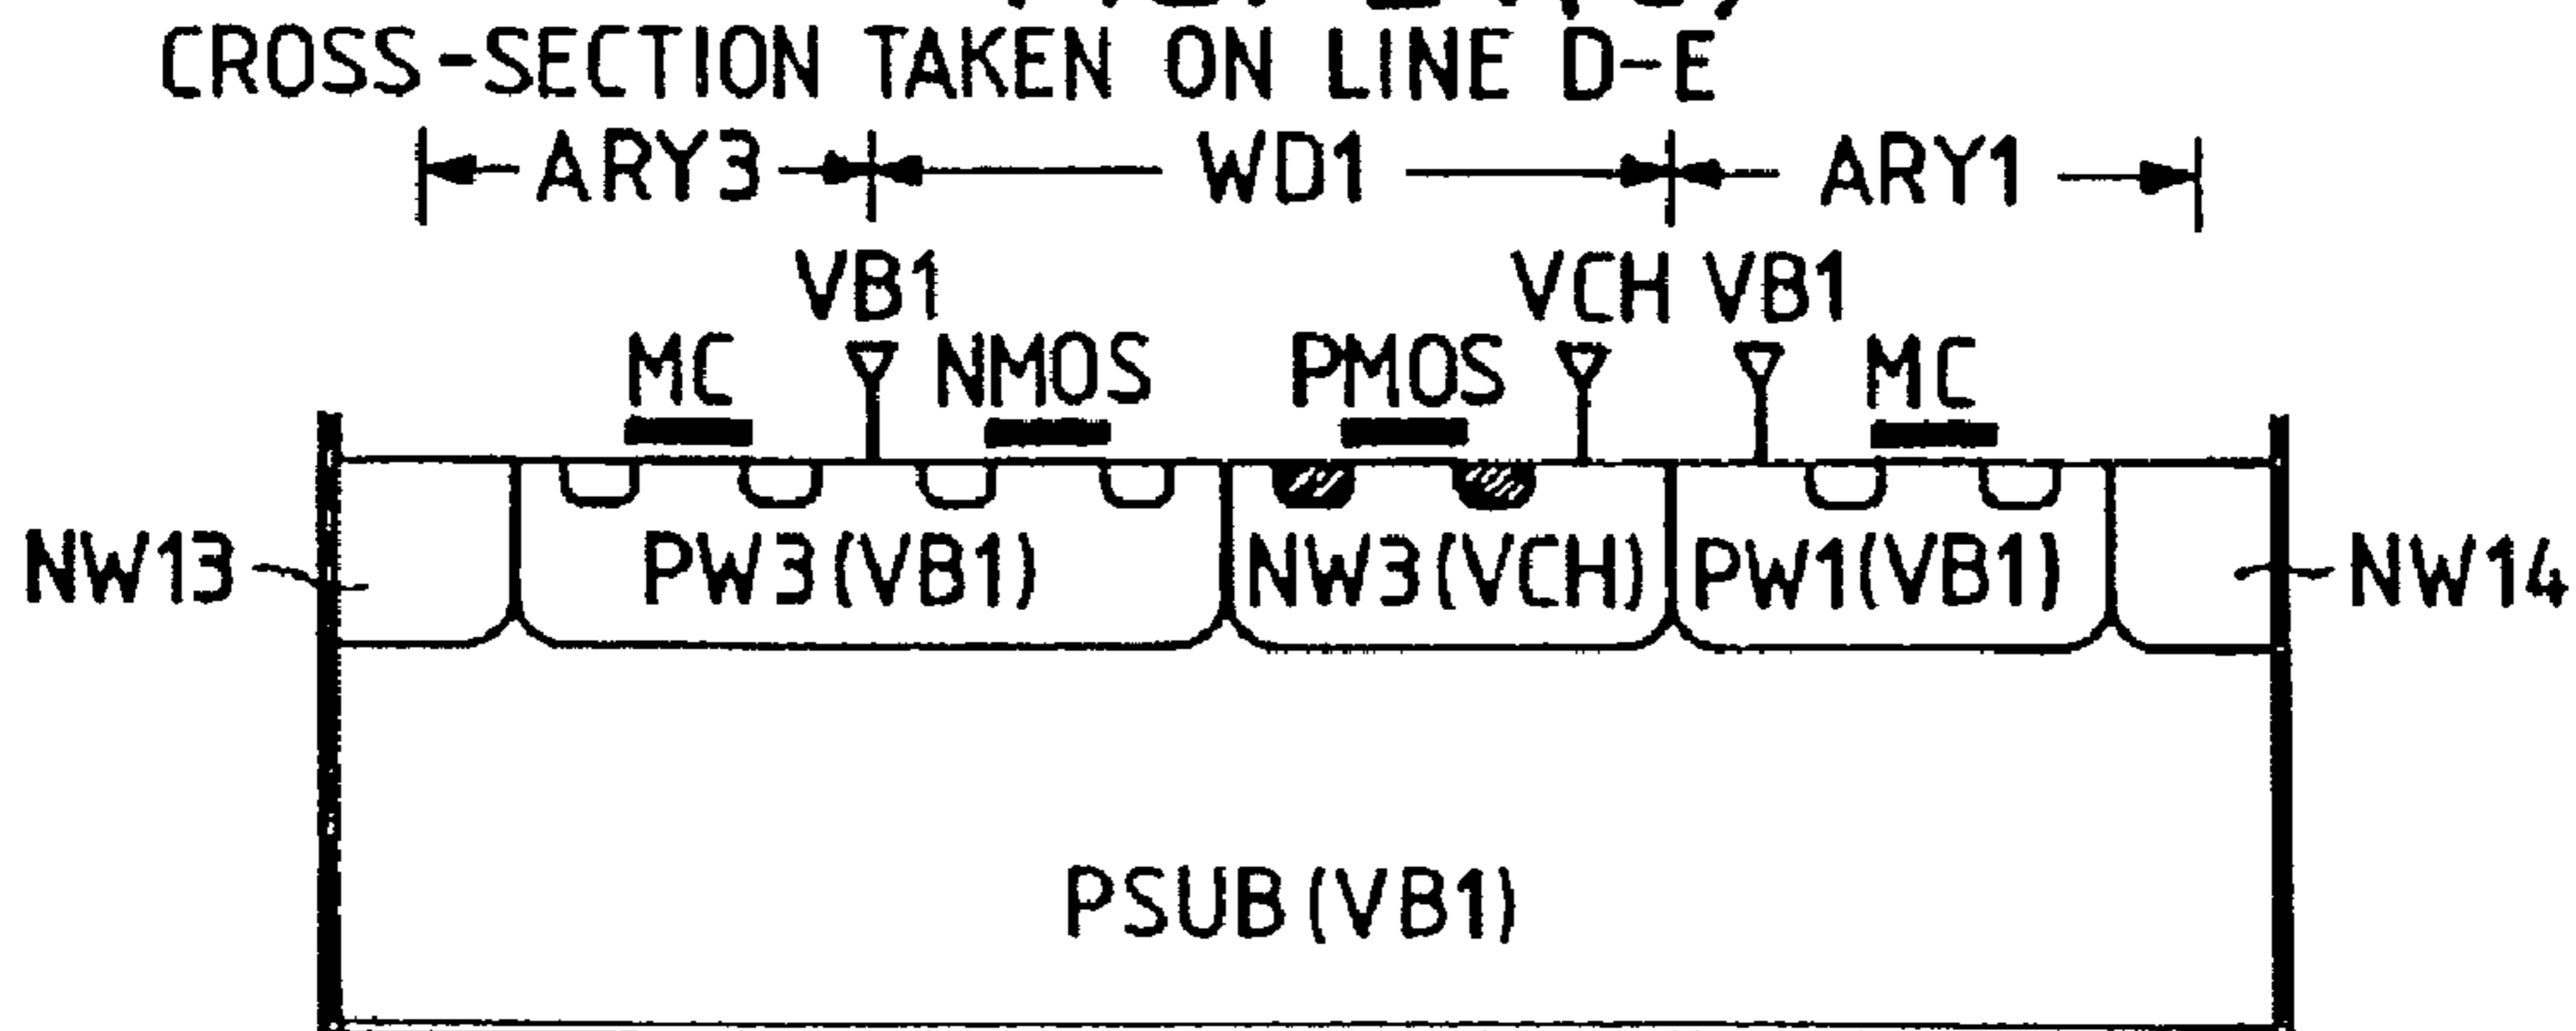 CROSS-SECTION TAKEN ON LINE D-E
ARY3 WD1 ARY1
VB1 VCH VB1
MC NMOS PMOS MC
NW13 PW3(VB1) NW3(VCH) PW1(VB1) NW14
PSUB(VB1)